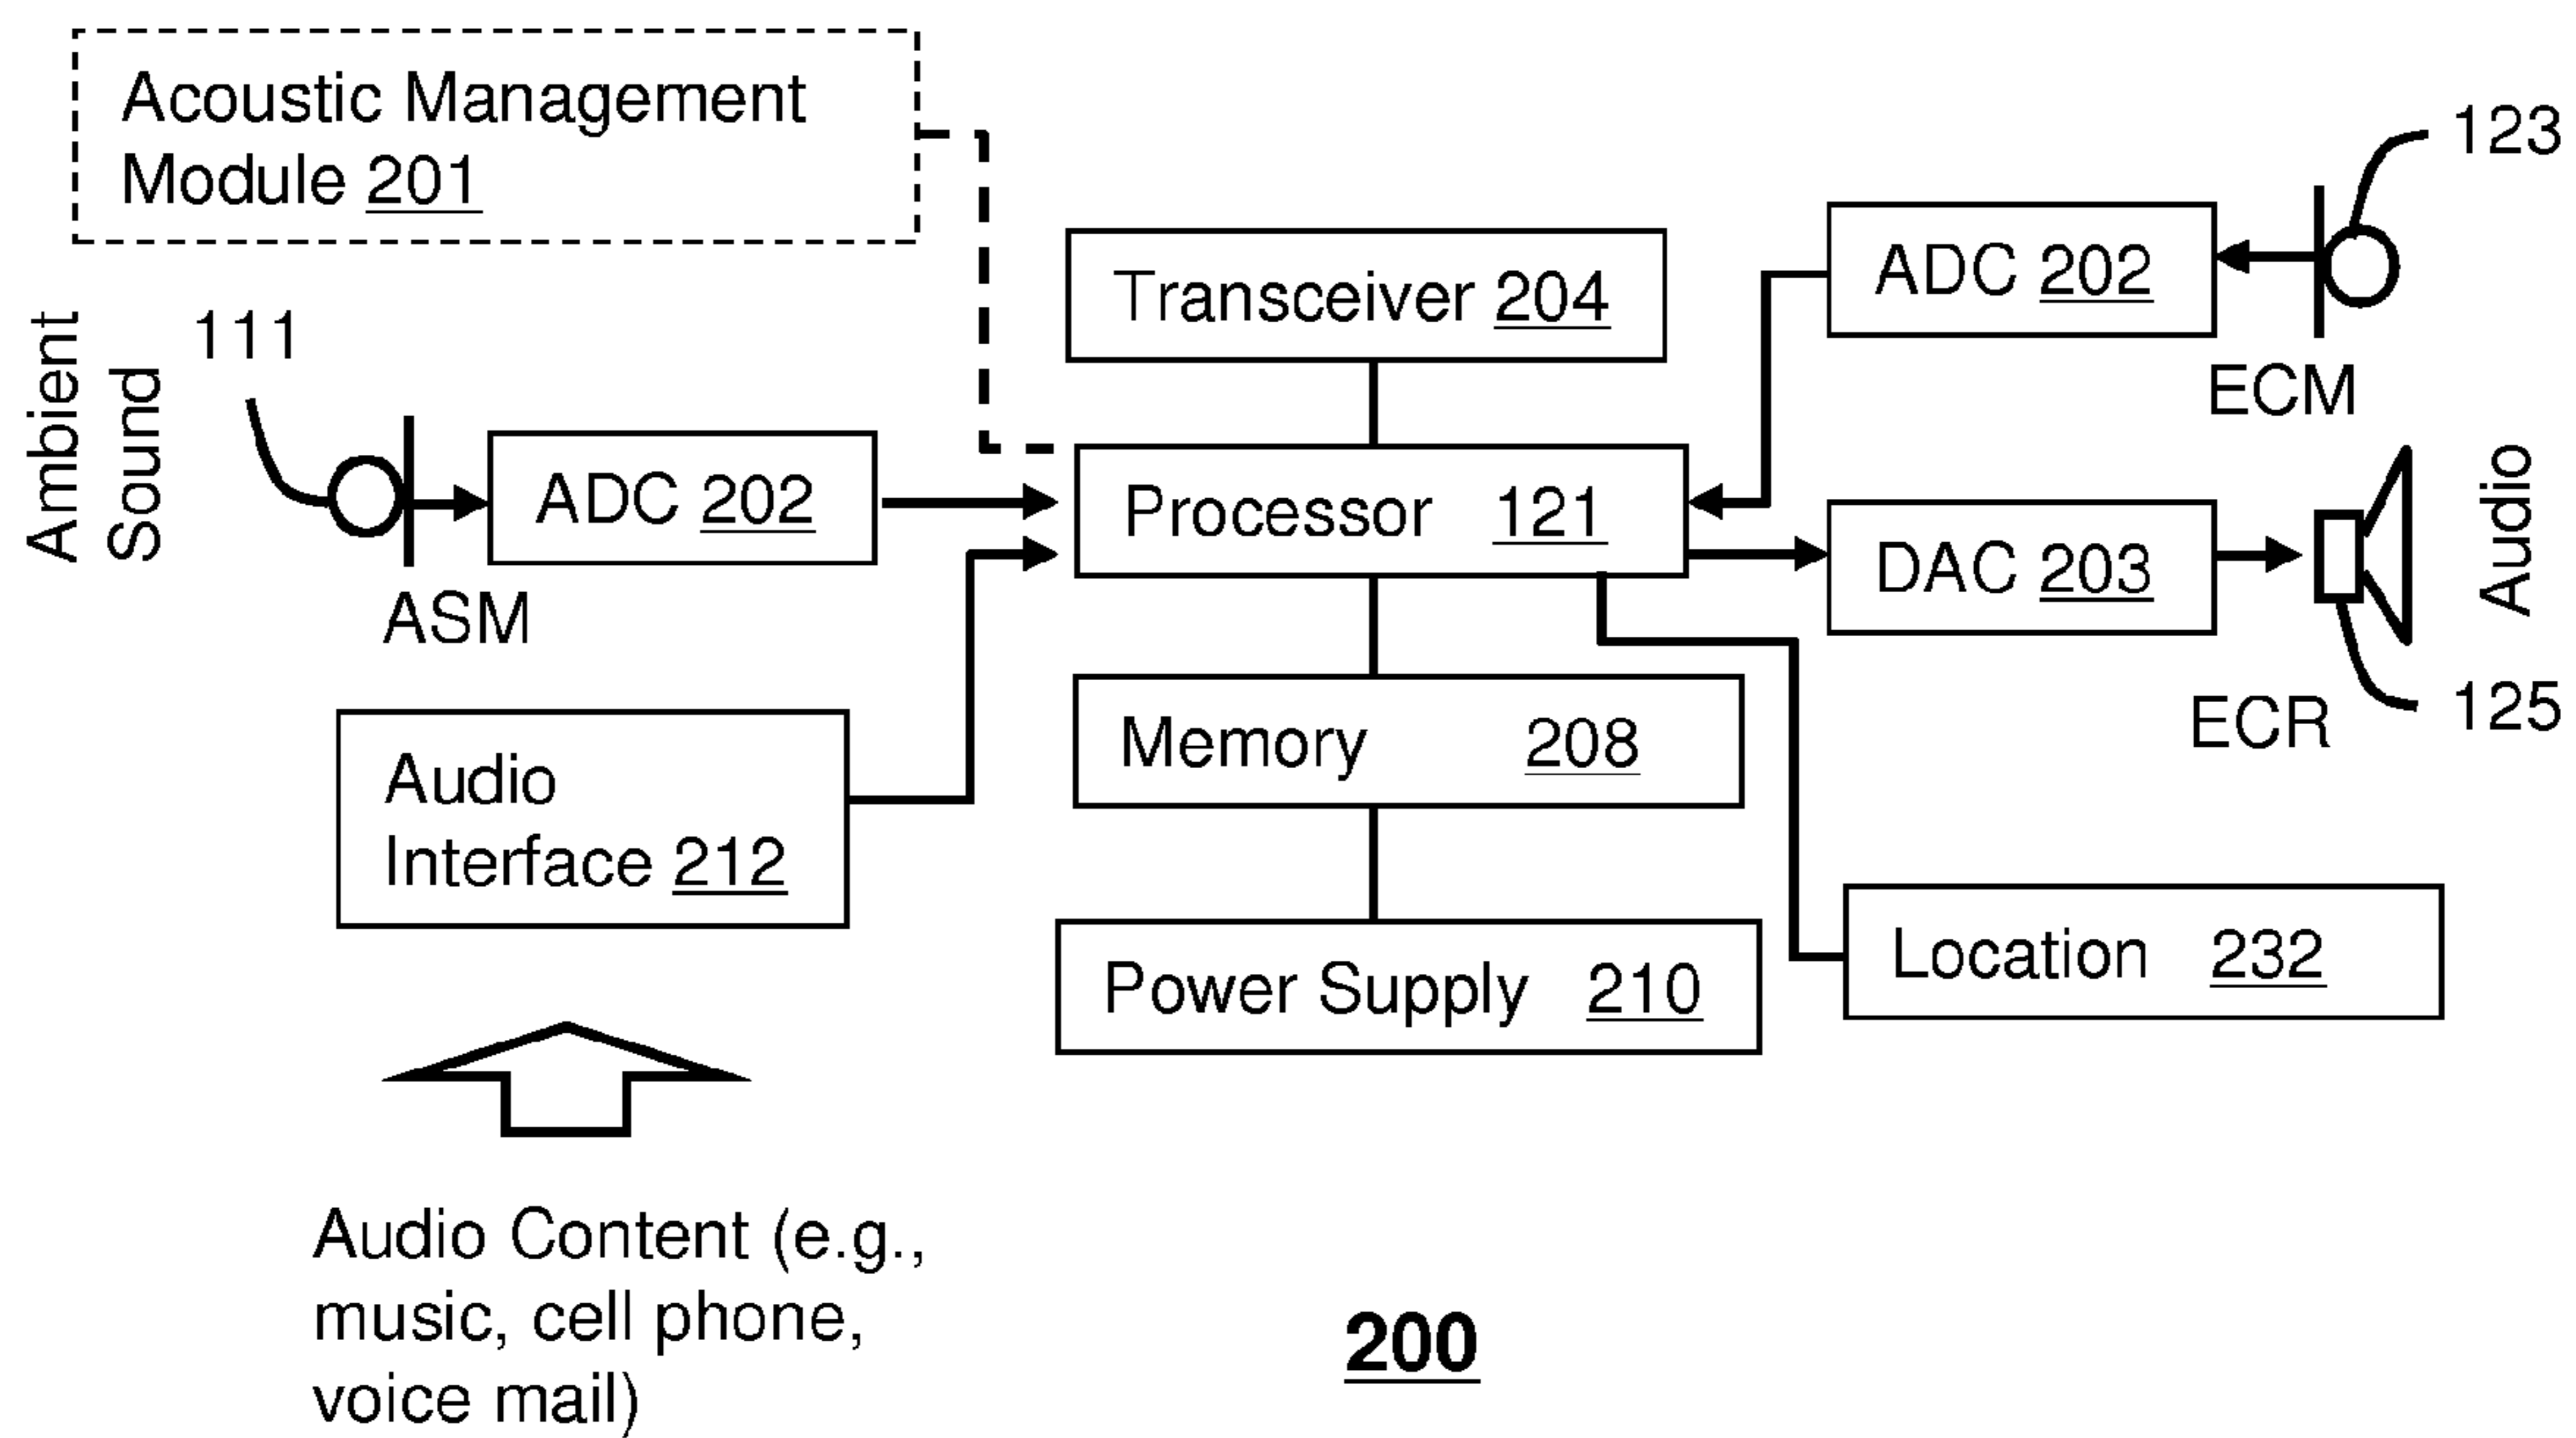 Acoustic Management
Module 201
123
ADC 202
Transceiver 204
ECM
Ambient
Sound
111
ADC 202
ASM
Processor 121
DAC 203
Audio
ECR
125
Memory 208
Audio
Interface 212
Location 232
Power Supply 210
Audio Content (e.g.,
music, cell phone,
voice mail)
200